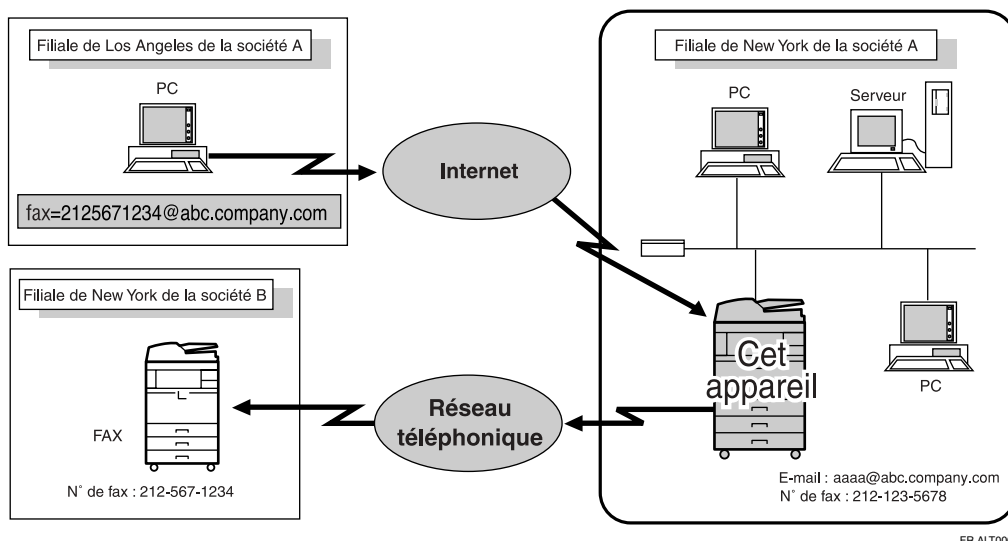 Filiale de Los Angeles de la société A
PC
fax=2125671234@abc.company.com
Internet
Filiale de New York de la société A
PC
Serveur
Cet
appareil
PC
E-mail : aaaa@abc.company.com
N° de fax : 212-123-5678
Réseau
téléphonique
Filiale de New York de la société B
FAX
N° de fax : 212-567-1234